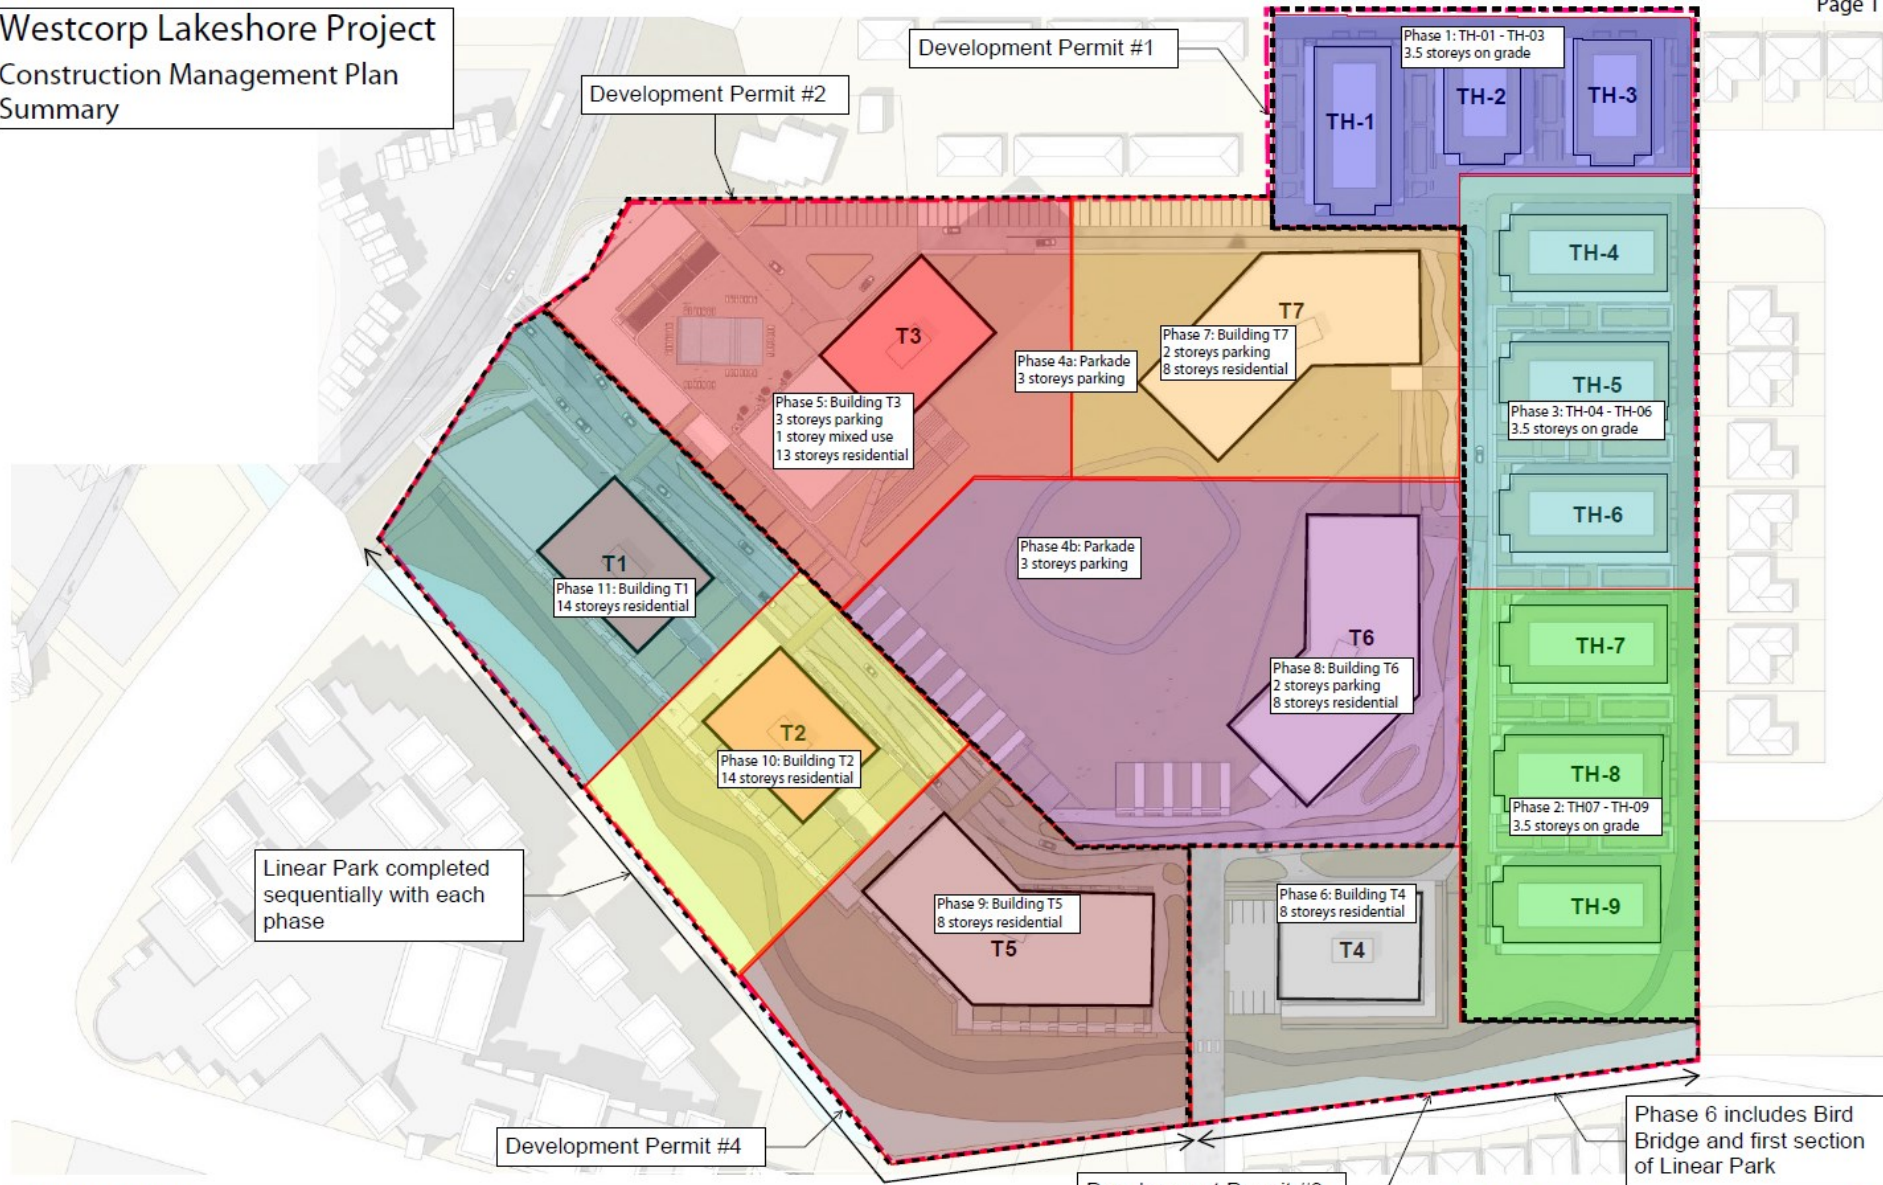 Page 1
Westcorp Lakeshore Project
Construction Management Plan
Summary
Development Permit #1
Development Permit #2
Phase 1: TH-01 - TH-03
3.5 storeys on grade
TH-1
TH-2
TH-3
TH-4
T3
T7
Phase 7: Building T7
2 storeys parking
8 storeys residential
Phase 4a: Parkade
3 storeys parking
Phase 5: Building T3
3 storeys parking
1 storey mixed use
13 storeys residential
TH-5
Phase 3: TH-04 - TH-06
3.5 storeys on grade
TH-6
Phase 4b: Parkade
3 storeys parking
T1
Phase 11: Building T1
14 storeys residential
T6
Phase 8: Building T6
2 storeys parking
8 storeys residential
TH-7
T2
Phase 10: Building T2
14 storeys residential
TH-8
Phase 2: TH07 - TH-09
3.5 storeys on grade
Linear Park completed
sequentially with each
phase
Phase 9: Building T5
8 storeys residential
T5
Phase 6: Building T4
8 storeys residential
T4
TH-9
Development Permit #4
Phase 6 includes Bird
Bridge and first section
of Linear Park
Development Permit